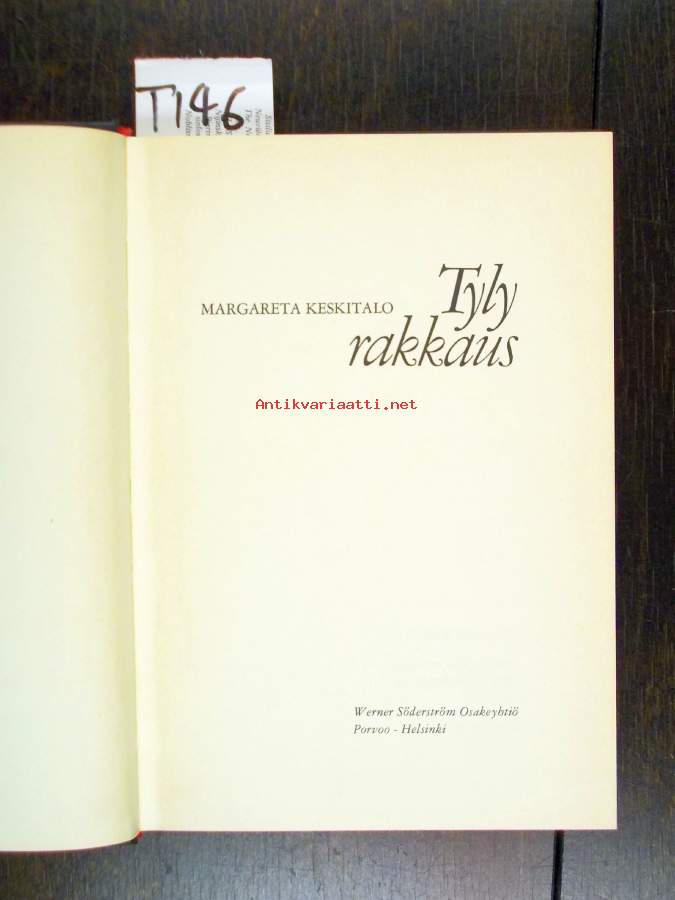 T146
MARGARETA KESKITALO Tyly
rakkaus
Antikvariaatti.net
Werner Söderström Osakeyhtiö
Porvoo - Helsinki